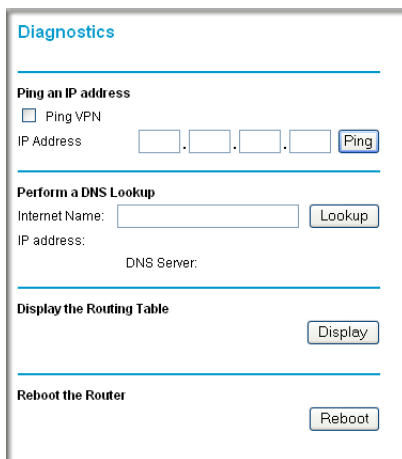 Diagnostics
Ping an IP address
Ping VPN
IP Address . . . Ping
Perform a DNS Lookup
Internet Name: Lookup
IP address:
DNS Server:
Display the Routing Table
Display
Reboot the Router
Reboot